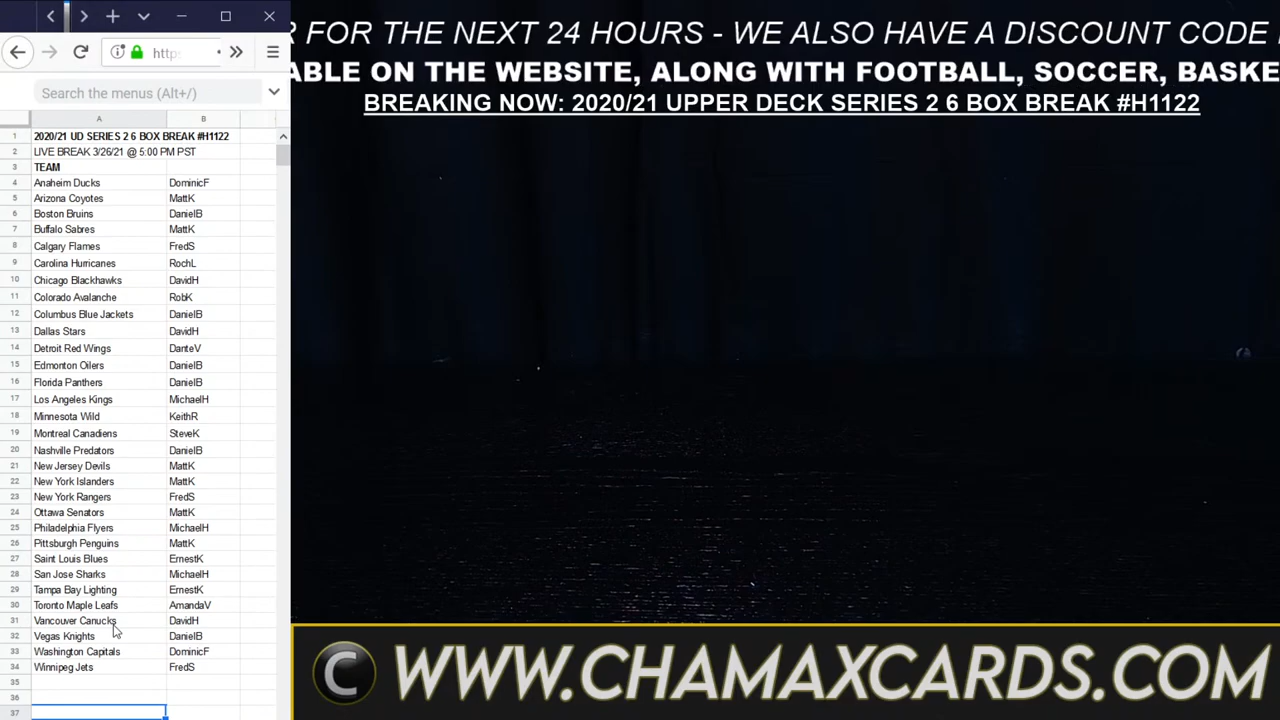 R FOR THE NEXT 24 HOURS - WE ALSO HAVE A DISCOUNT CODE
ABLE ON THE WEBSITE, ALONG WITH FOOTBALL, SOCCER, BASKE
BREAKING NOW: 2020/21 UPPER DECK SERIES 2 6 BOX BREAK #H1122
https:
Search the menus (Alt+/)
A B
1 2020/21 UD SERIES 2 6 BOX BREAK #H1122
2 LIVE BREAK 3/26/21 @ 5:00 PM PST
3 TEAM
4 Anaheim Ducks DominicF
5 Arizona Coyotes MattK
6 Boston Bruins DanielB
7 Buffalo Sabres MattK
8 Calgary Flames FredS
9 Carolina Hurricanes RochL
10 Chicago Blackhawks DavidH
11 Colorado Avalanche RobK
12 Columbus Blue Jackets DanielB
13 Dallas Stars DavidH
14 Detroit Red Wings DanteV
15 Edmonton Oilers DanielB
16 Florida Panthers DanielB
17 Los Angeles Kings MichaelH
18 Minnesota Wild KeithR
19 Montreal Canadiens SteveK
20 Nashville Predators DanielB
21 New Jersey Devils MattK
22 New York Islanders MattK
23 New York Rangers FredS
24 Ottawa Senators MattK
25 Philadelphia Flyers MichaelH
26 Pittsburgh Penguins MattK
27 Saint Louis Blues ErnestK
28 San Jose Sharks MichaelH
29 Tampa Bay Lighting ErnestK
30 Toronto Maple Leafs AmandaV
31 Vancouver Canucks DavidH
32 Vegas Knights DanielB
33 Washington Capitals DominicF
34 Winnipeg Jets FredS
35
36
37
C WWW.CHAMAXCARDS.COM